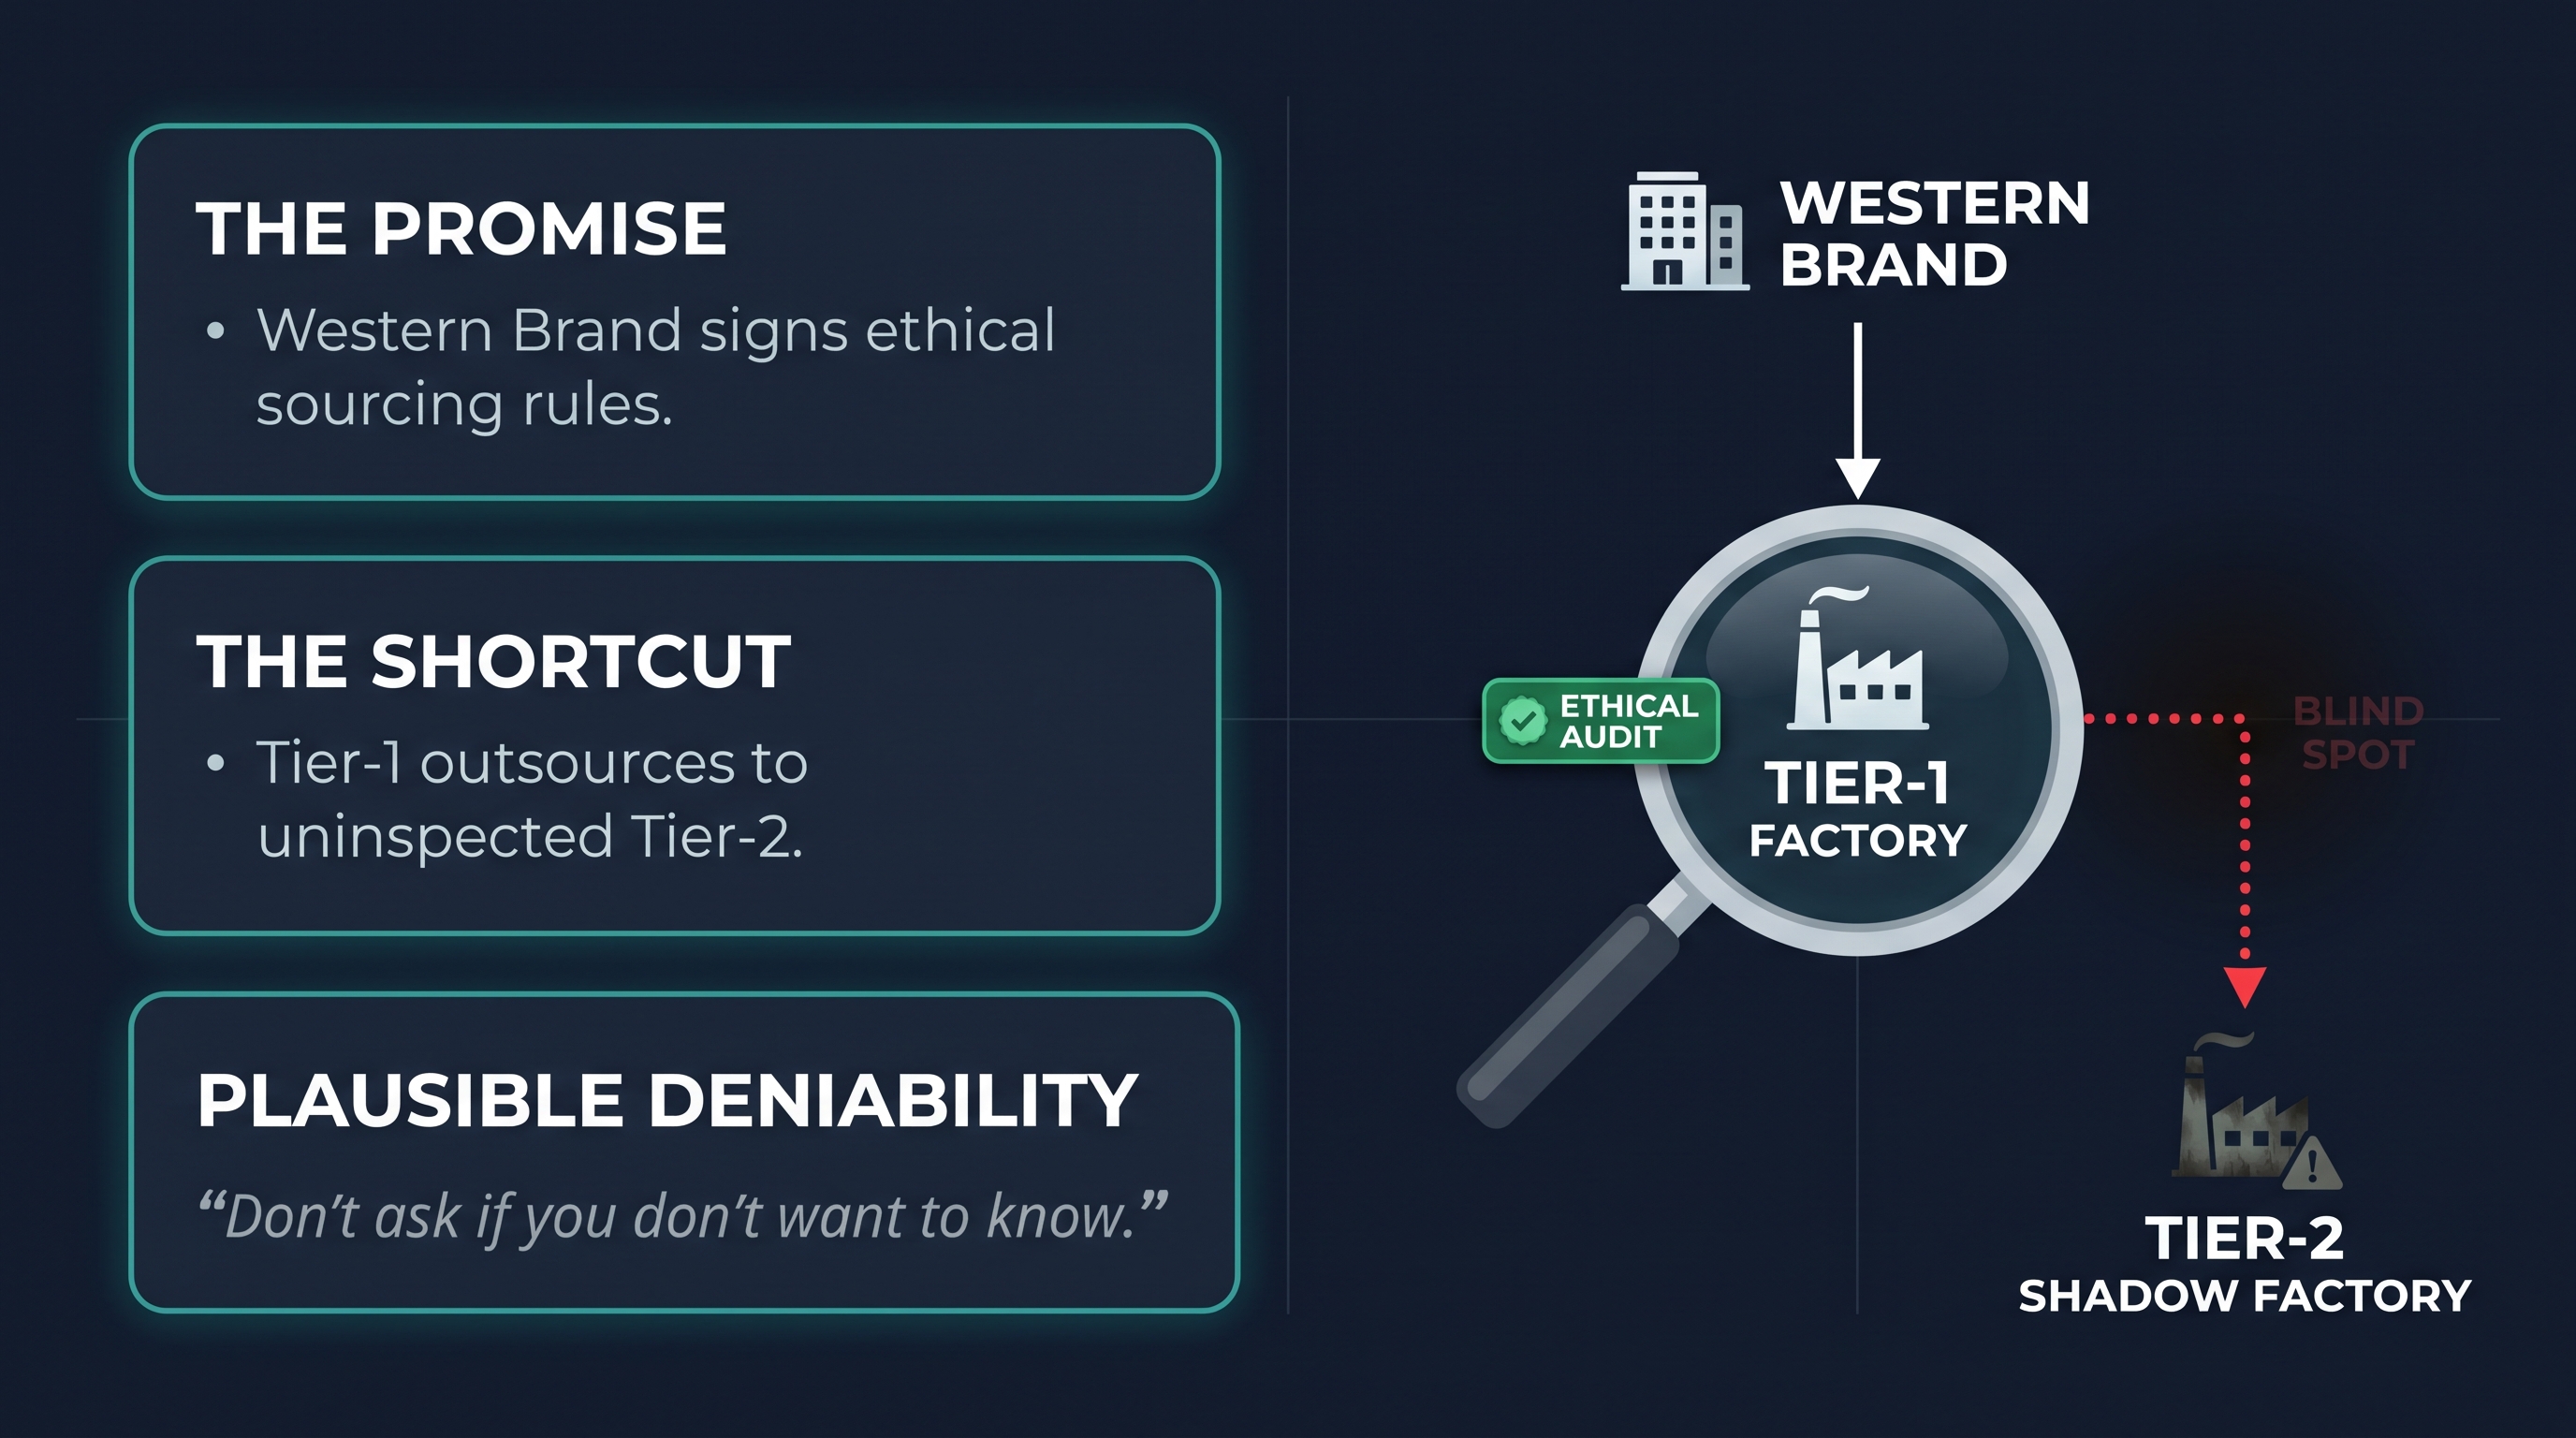 THE PROMISE
• Western Brand signs ethical
sourcing rules.
THE SHORTCUT
• Tier-1 outsources to
uninspected Tier-2.
PLAUSIBLE DENIABILITY
“Don’t ask if you don’t want to know.”
WESTERN
BRAND
ETHICAL
AUDIT
TIER-1
FACTORY
BLIND
SPOT
TIER-2
SHADOW FACTORY